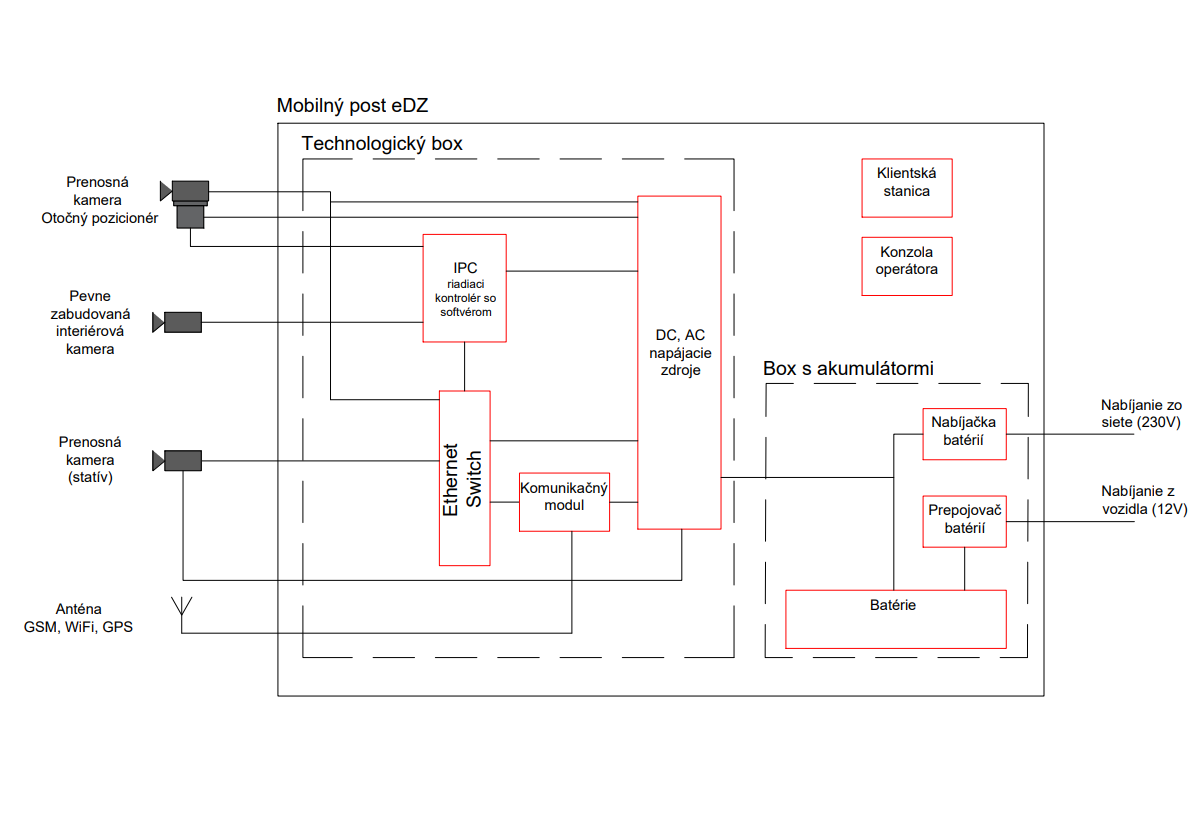 Mobilný post eDZ
Technologický box
Prenosná
kamera
Otočný pozicionér
Pevne
zabudovaná
interiérová
kamera
Prenosná
kamera
(statív)
Anténa
GSM, WiFi, GPS
IPC
riadiaci
kontrolér so
softvérom
Ethernet
Switch
Komunikačný
modul
DC, AC
napájacie
zdroje
Klientská
stanica
Konzola
operátora
Box s akumulátormi
Nabíjačka
batérií
Prepojovač
batérií
Batérie
Nabíjanie zo
siete (230V)
Nabíjanie z
vozidla (12V)